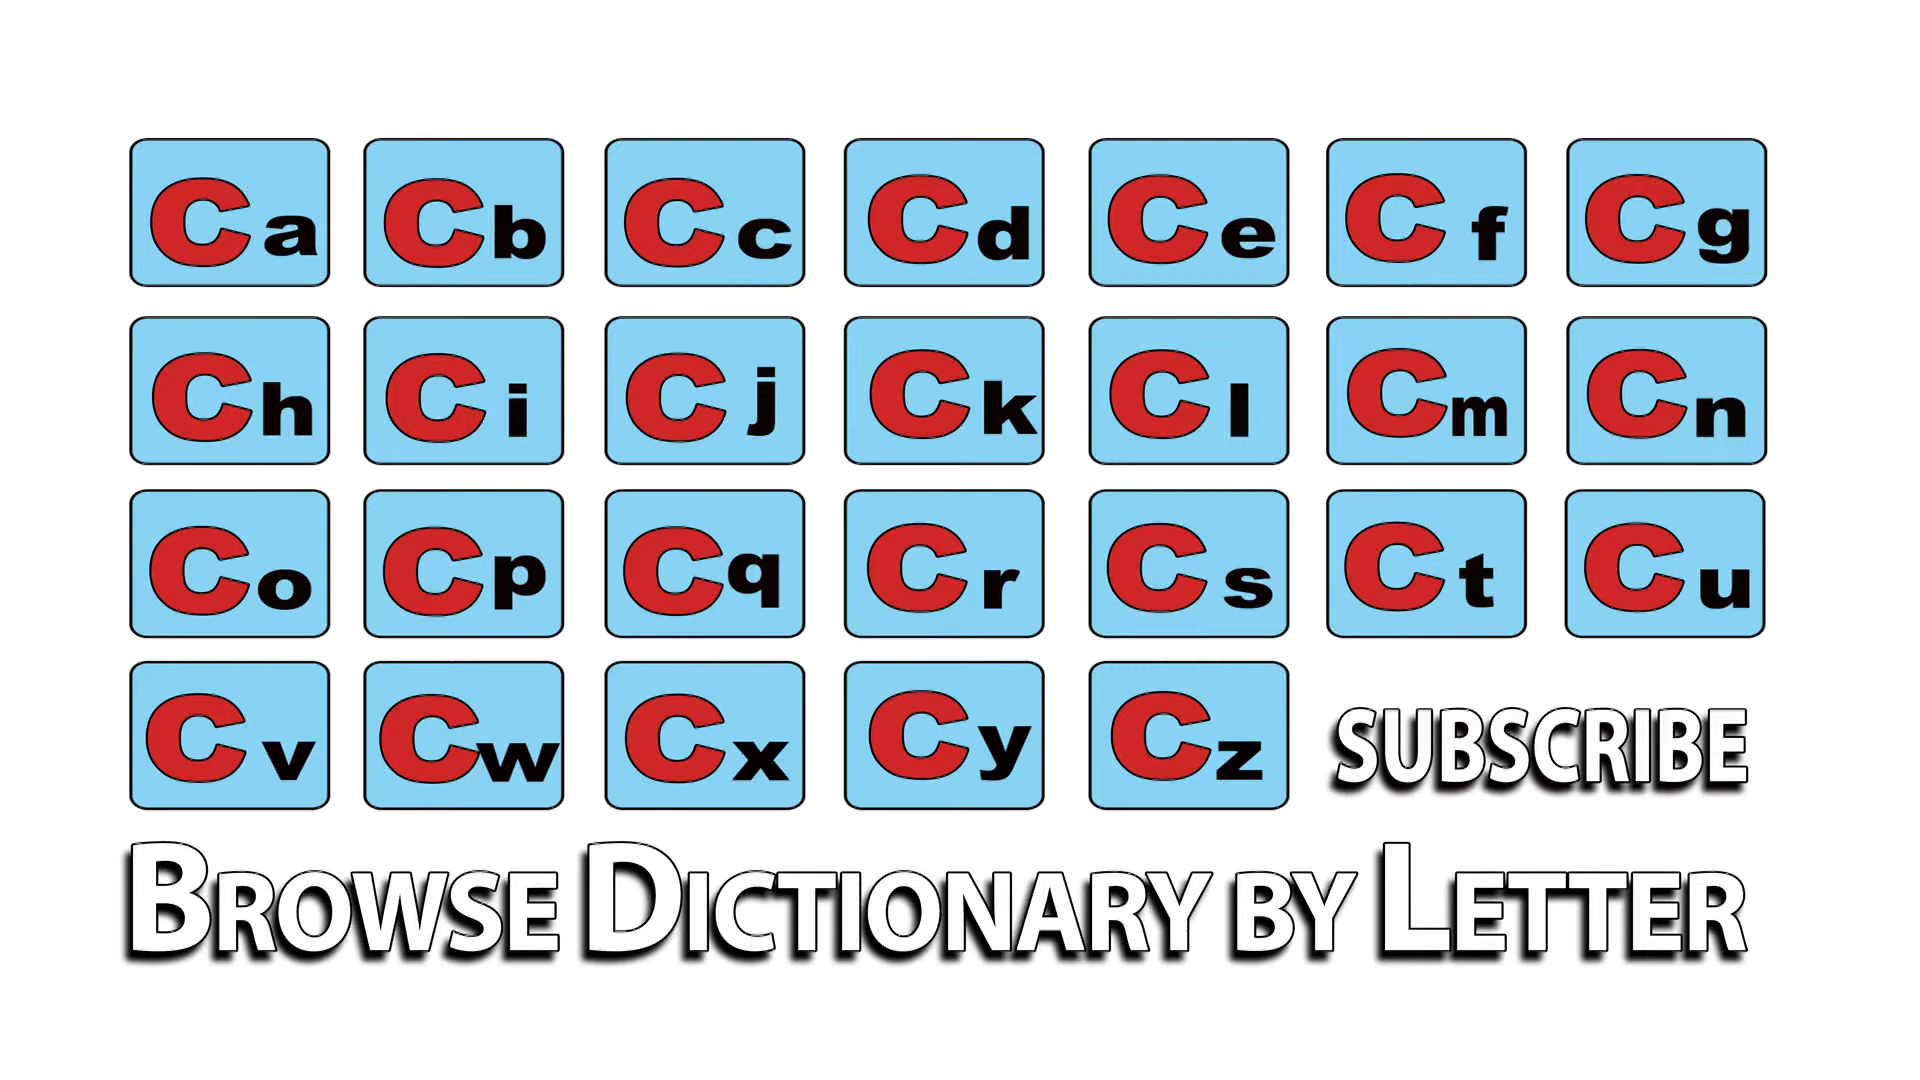 Ca Cb Cc Cd Ce Cf Cg
Ch Ci Cj Ck Cl Cm Cn
Co Cp Cq Cr Cs Ct Cu
Cv Cw Cx Cy Cz SUBSCRIBE
BROWSE DICTIONARY BY LETTER